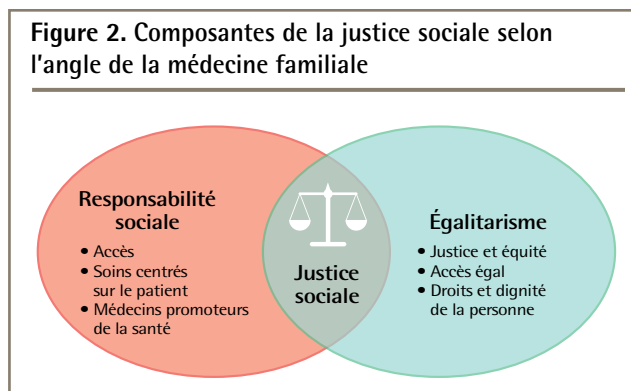 Figure 2. Composantes de la justice sociale selon
l'angle de la médecine familiale
Responsabilité
sociale
• Accès
• Soins centrés
sur le patient
• Médecins promoteurs
de la santé
Justice
sociale
Égalitarisme
• Justice et équité
• Accès égal
• Droits et dignité
de la personne